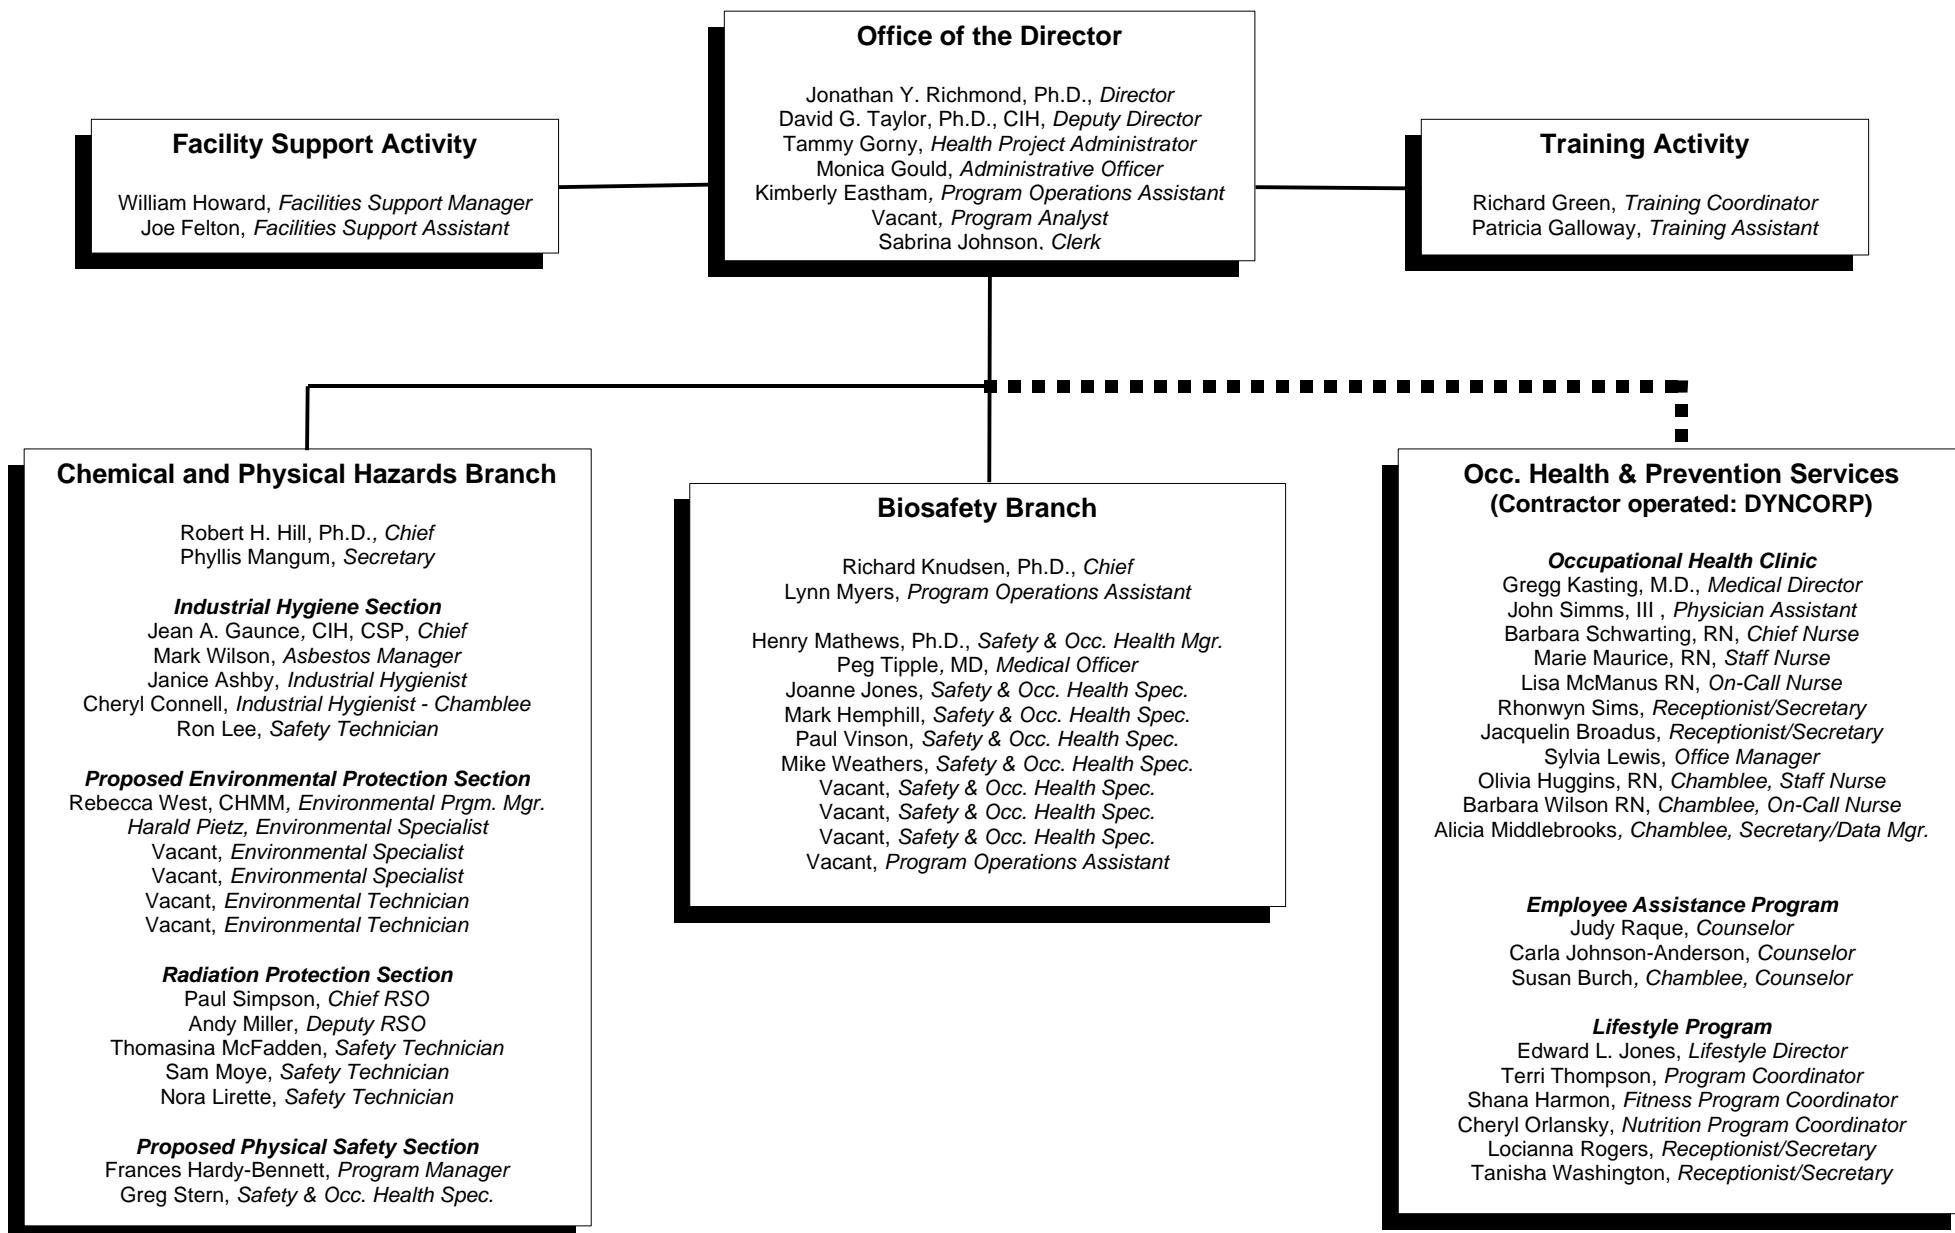 Office of the Director
Jonathan Y. Richmond, Ph.D., Director
David G. Taylor, Ph.D., CIH, Deputy Director
Tammy Gorny, Health Project Administrator
Monica Gould, Administrative Officer
Kimberly Eastham, Program Operations Assistant
Vacant, Program Analyst
Sabrina Johnson, Clerk
Facility Support Activity
William Howard, Facilities Support Manager
Joe Felton, Facilities Support Assistant
Training Activity
Richard Green, Training Coordinator
Patricia Galloway, Training Assistant
Chemical and Physical Hazards Branch
Robert H. Hill, Ph.D., Chief
Phyllis Mangum, Secretary
Industrial Hygiene Section
Jean A. Gaunce, CIH, CSP, Chief
Mark Wilson, Asbestos Manager
Janice Ashby, Industrial Hygienist
Cheryl Connell, Industrial Hygienist - Chamblee
Ron Lee, Safety Technician
Proposed Environmental Protection Section
Rebecca West, CHMM, Environmental Prgm. Mgr.
Harald Pietz, Environmental Specialist
Vacant, Environmental Specialist
Vacant, Environmental Specialist
Vacant, Environmental Technician
Vacant, Environmental Technician
Radiation Protection Section
Paul Simpson, Chief RSO
Andy Miller, Deputy RSO
Thomasina McFadden, Safety Technician
Sam Moye, Safety Technician
Nora Lirette, Safety Technician
Proposed Physical Safety Section
Frances Hardy-Bennett, Program Manager
Greg Stern, Safety & Occ. Health Spec.
Biosafety Branch
Richard Knudsen, Ph.D., Chief
Lynn Myers, Program Operations Assistant
Henry Mathews, Ph.D., Safety & Occ. Health Mgr.
Peg Tipple, MD, Medical Officer
Joanne Jones, Safety & Occ. Health Spec.
Mark Hemphill, Safety & Occ. Health Spec.
Paul Vinson, Safety & Occ. Health Spec.
Mike Weathers, Safety & Occ. Health Spec.
Vacant, Safety & Occ. Health Spec.
Vacant, Safety & Occ. Health Spec.
Vacant, Safety & Occ. Health Spec.
Vacant, Program Operations Assistant
Occ. Health & Prevention Services
(Contractor operated: DYNCORP)
Occupational Health Clinic
Gregg Kasting, M.D., Medical Director
John Simms, III , Physician Assistant
Barbara Schwarting, RN, Chief Nurse
Marie Maurice, RN, Staff Nurse
Lisa McManus RN, On-Call Nurse
Rhonwyn Sims, Receptionist/Secretary
Jacquelin Broadus, Receptionist/Secretary
Sylvia Lewis, Office Manager
Olivia Huggins, RN, Chamblee, Staff Nurse
Barbara Wilson RN, Chamblee, On-Call Nurse
Alicia Middlebrooks, Chamblee, Secretary/Data Mgr.
Employee Assistance Program
Judy Raque, Counselor
Carla Johnson-Anderson, Counselor
Susan Burch, Chamblee, Counselor
Lifestyle Program
Edward L. Jones, Lifestyle Director
Terri Thompson, Program Coordinator
Shana Harmon, Fitness Program Coordinator
Cheryl Orlansky, Nutrition Program Coordinator
Locianna Rogers, Receptionist/Secretary
Tanisha Washington, Receptionist/Secretary